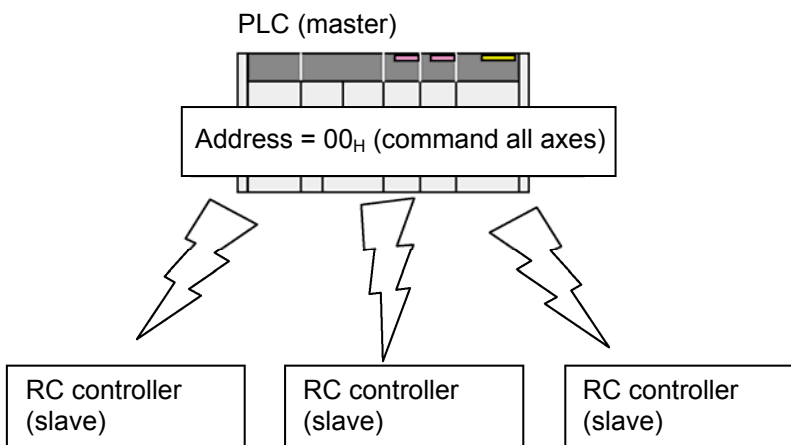 PLC (master)
Address = 00H (command all axes)
RC controller
(slave)
RC controller
(slave)
RC controller
(slave)